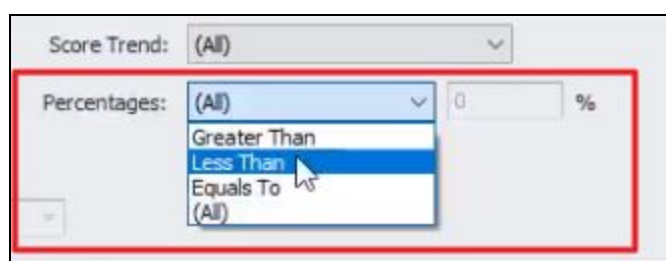 Score Trend: (All)
Percentages: (All) 0 %
Greater Than
Less Than
Equals To
(All)